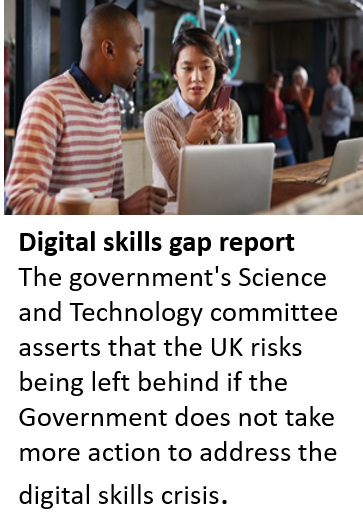 Digital skills gap report
The government's Science
and Technology committee
asserts that the UK risks
being left behind if the
Government does not take
more action to address the
digital skills crisis.